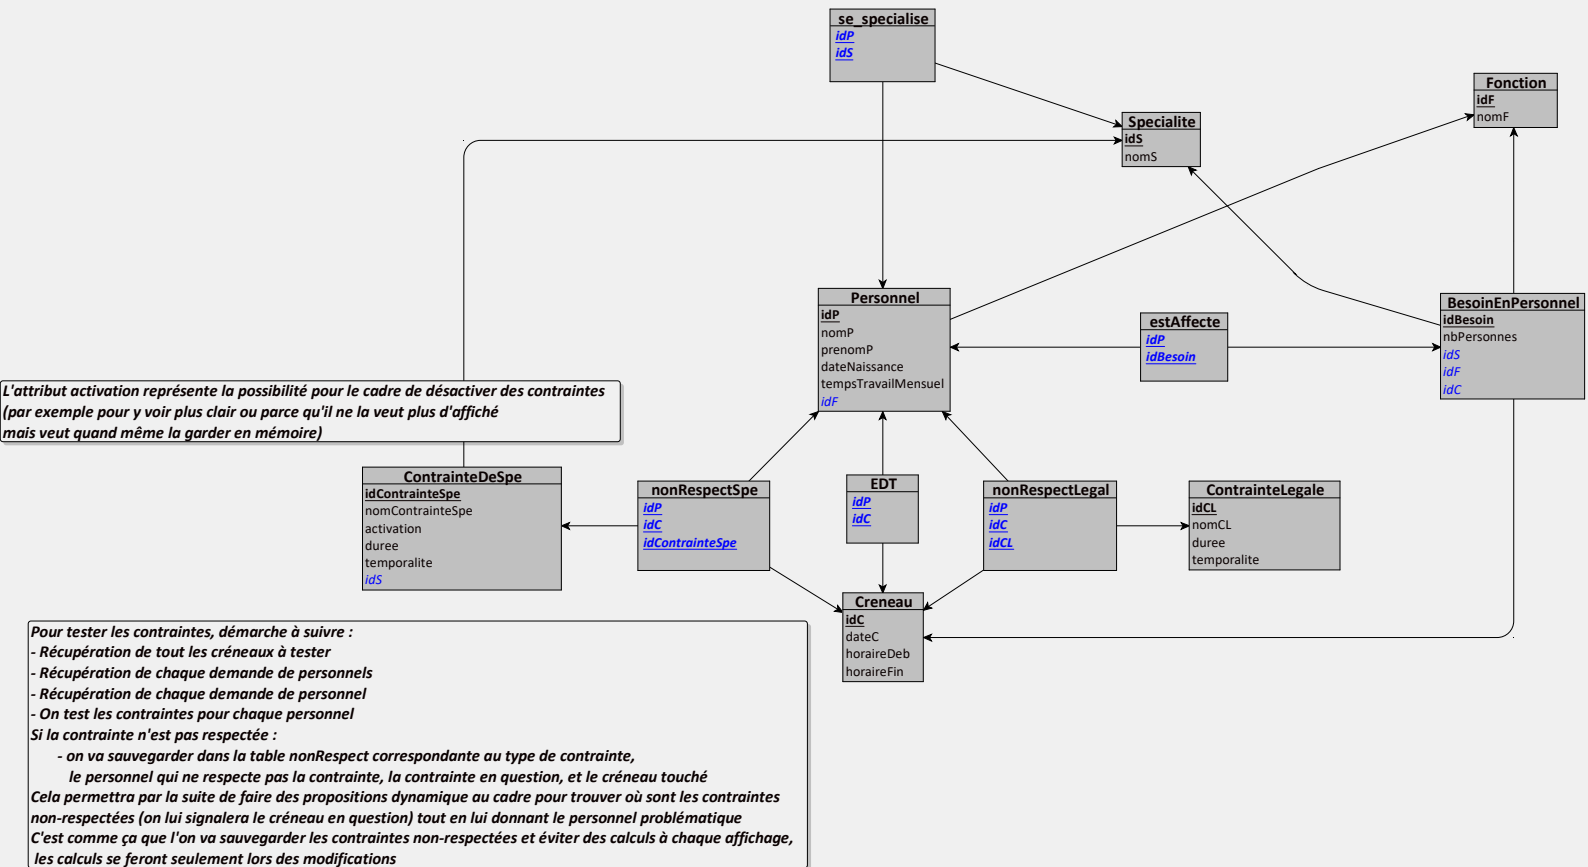 se_specialise
idP
idS
Fonction
idF
nomF
Specialite
idS
nomS
Personnel
idP
nomP
prenomP
dateNaissance
tempsTravailMensuel
idF
estAffecte
idP
idBesoin
BesoinEnPersonnel
idBesoin
nbPersonnes
idS
idF
idC
L'attribut activation représente la possibilité pour le cadre de désactiver des contraintes
(par exemple pour y voir plus clair ou parce qu'il ne la veut plus d'affiché
mais veut quand même la garder en mémoire)
ContrainteDeSpe
idContrainteSpe
nomContrainteSpe
activation
duree
temporalite
idS
nonRespectSpe
idP
idC
idContrainteSpe
EDT
idP
idC
nonRespectLegal
idP
idC
idCL
ContrainteLegale
idCL
nomCL
duree
temporalite
Creneau
idC
dateC
horaireDeb
horaireFin
Pour tester les contraintes, démarche à suivre :
- Récupération de tout les créneaux à tester
- Récupération de chaque demande de personnels
- Récupération de chaque demande de personnel
- On test les contraintes pour chaque personnel
Si la contrainte n'est pas respectée :
- on va sauvegarder dans la table nonRespect correspondante au type de contrainte,
le personnel qui ne respecte pas la contrainte, la contrainte en question, et le créneau touché
Cela permettra par la suite de faire des propositions dynamique au cadre pour trouver où sont les contraintes
non-respectées (on lui signalera le créneau en question) tout en lui donnant le personnel problématique
C'est comme ça que l'on va sauvegarder les contraintes non-respectées et éviter des calculs à chaque affichage,
les calculs se feront seulement lors des modifications